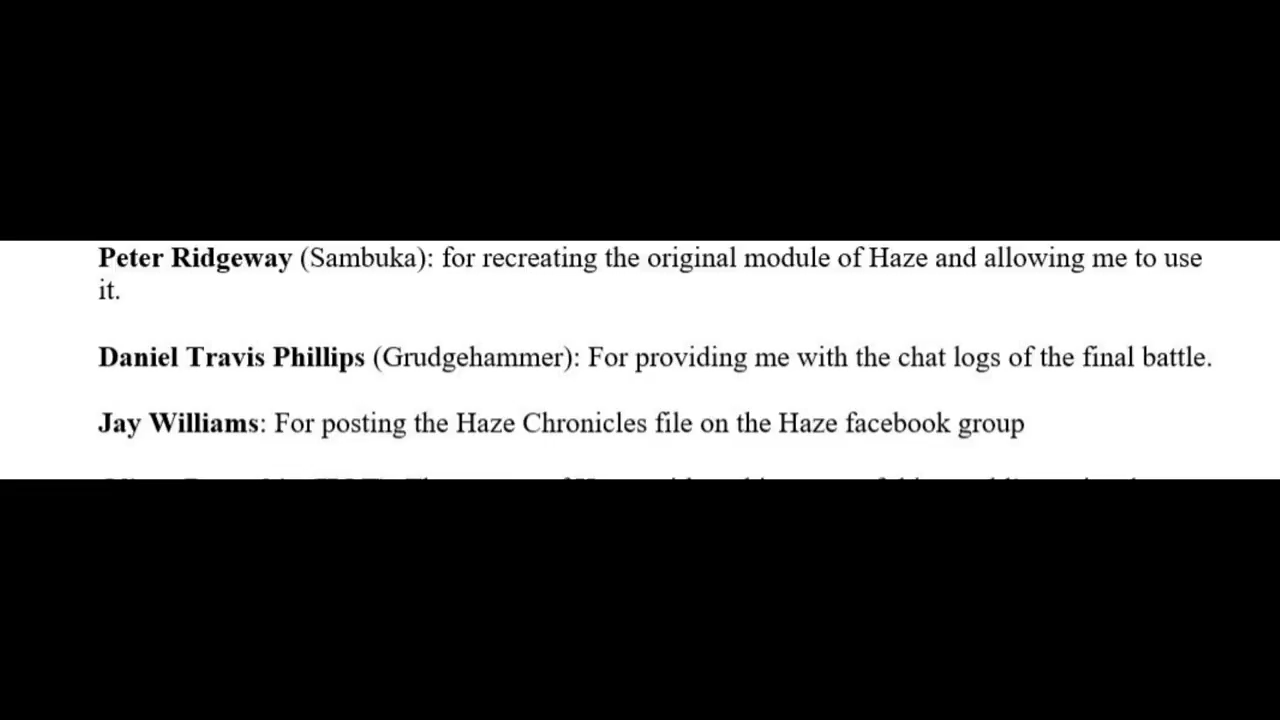 Peter Ridgeway (Sambuka): for recreating the original module of Haze and allowing me to use
it.
Daniel Travis Phillips (Grudgehammer): For providing me with the chat logs of the final battle.
Jay Williams: For posting the Haze Chronicles file on the Haze facebook group